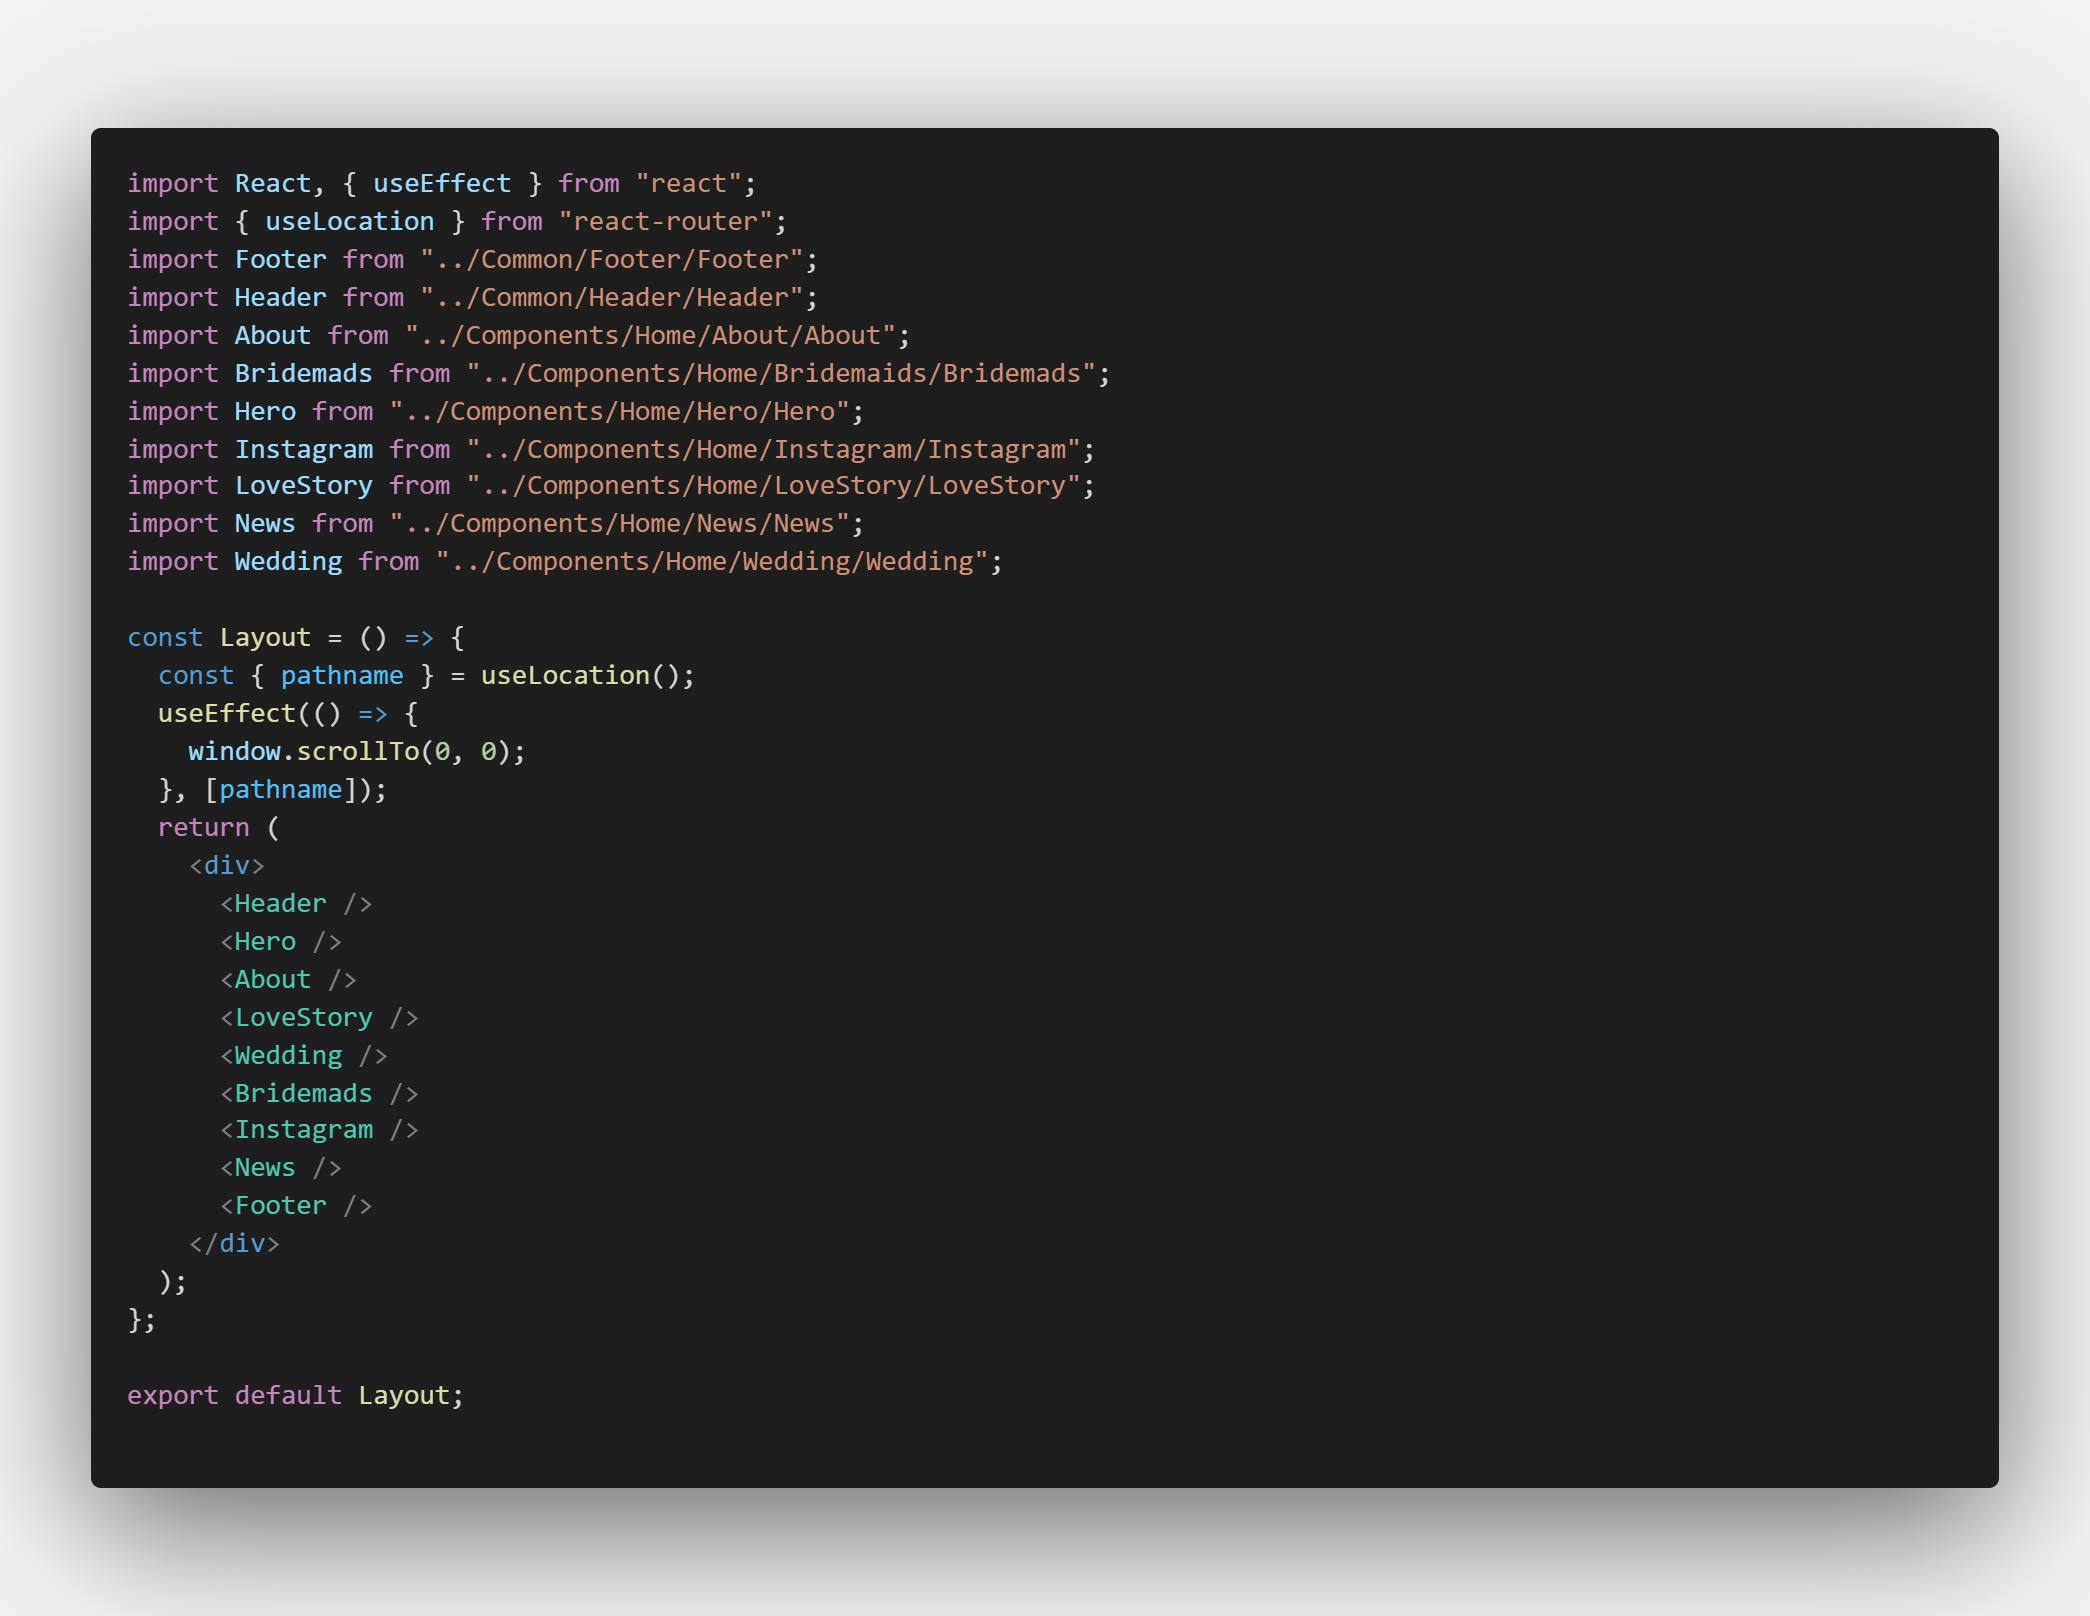 import React, { useEffect } from "react";
import { useLocation } from "react-router";
import Footer from "../Common/Footer/Footer";
import Header from "../Common/Header/Header";
import About from "../Components/Home/About/About";
import Bridemads from "../Components/Home/Bridemaids/Bridemads";
import Hero from "../Components/Home/Hero/Hero";
import Instagram from "../Components/Home/Instagram/Instagram";
import LoveStory from "../Components/Home/LoveStory/LoveStory";
import News from "../Components/Home/News/News";
import Wedding from "../Components/Home/Wedding/Wedding";

const Layout = () => {
  const { pathname } = useLocation();
  useEffect(() => {
    window.scrollTo(0, 0);
  }, [pathname]);
  return (
    <div>
      <Header />
      <Hero />
      <About />
      <LoveStory />
      <Wedding />
      <Bridemads />
      <Instagram />
      <News />
      <Footer />
    </div>
  );
};

export default Layout;